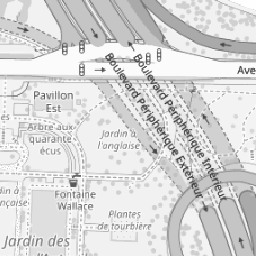 Boulevard Périphérique Intérieur
Boulevard Périphérique Extérieur
Ave
Pavillon
Est
Arbre aux
quarante
écus
Jardin à
l'anglaise
Fontaine
Wallace
Plantes
de tourbière
Jardin des